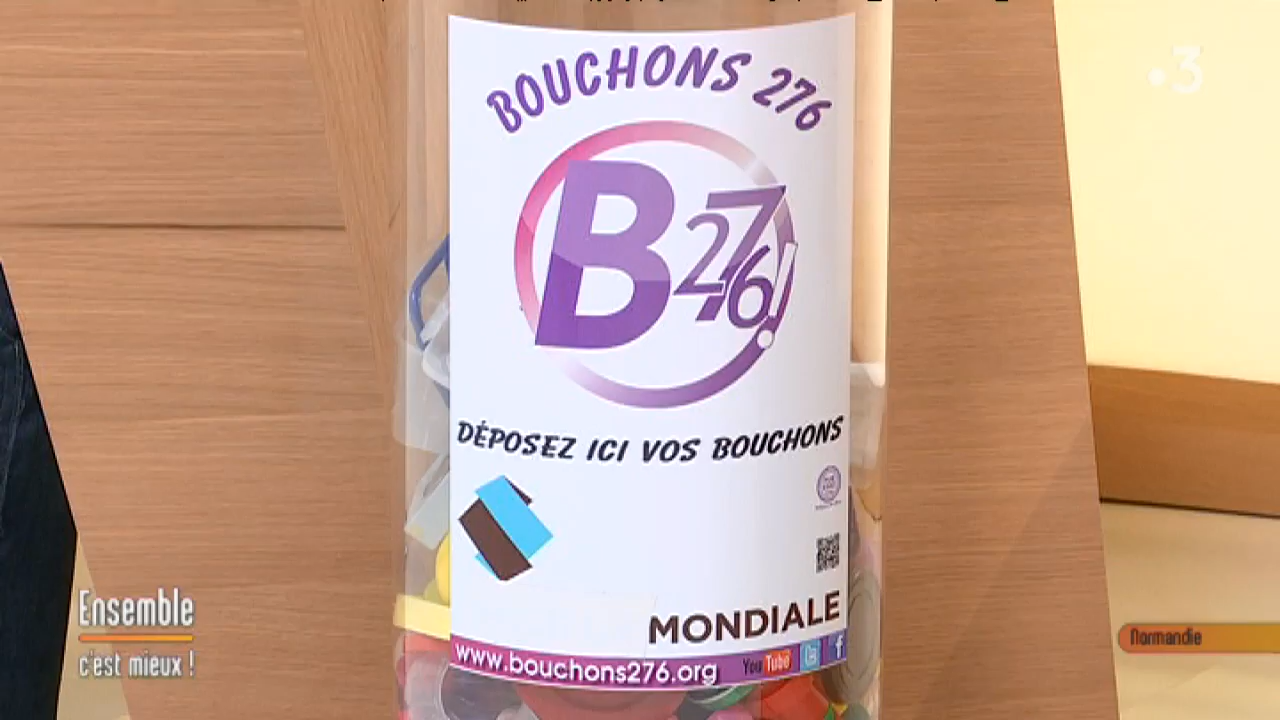 3
BOUCHONS 276
B276!
DÉPOSEZ ICI VOS BOUCHONS
MONDIALE
www.bouchons276.org YouTube f
Ensemble
c'est mieux !
Normandie